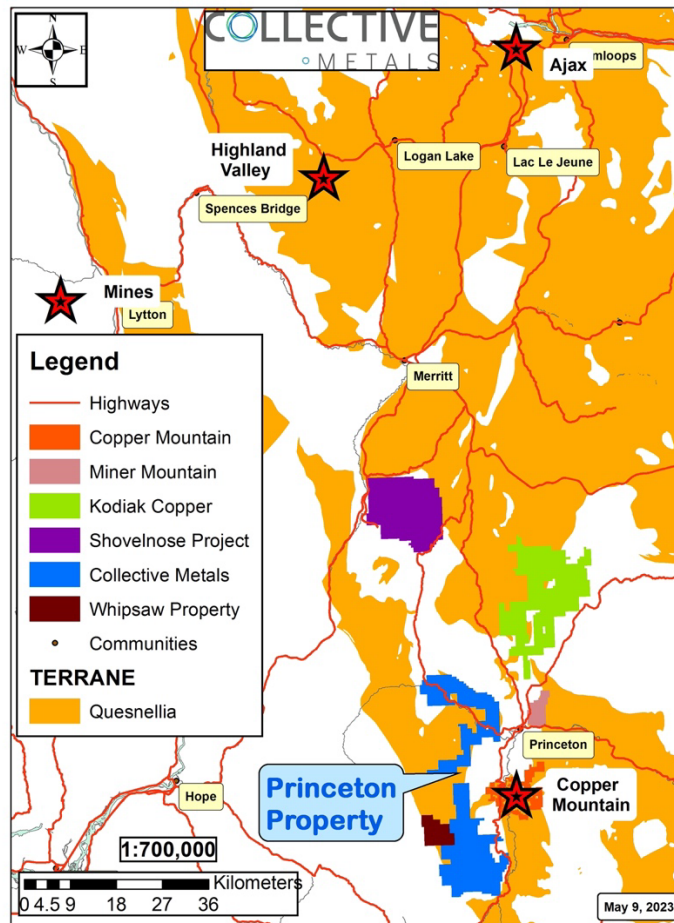 N
W E
S
COLLECTIVE
METALS
Ajax
mloops
Highland
Valley
Logan Lake
Lac Le Jeune
Spences Bridge
Mines
Lytton
Merritt
Legend
Highways
Copper Mountain
Miner Mountain
Kodiak Copper
Shovelnose Project
Collective Metals
Whipsaw Property
Communities
TERRANE
Quesnellia
Princeton
Hope
Princeton
Property
Copper
Mountain
1:700,000
Kilometers
0 4.5 9 18 27 36
May 9, 2023